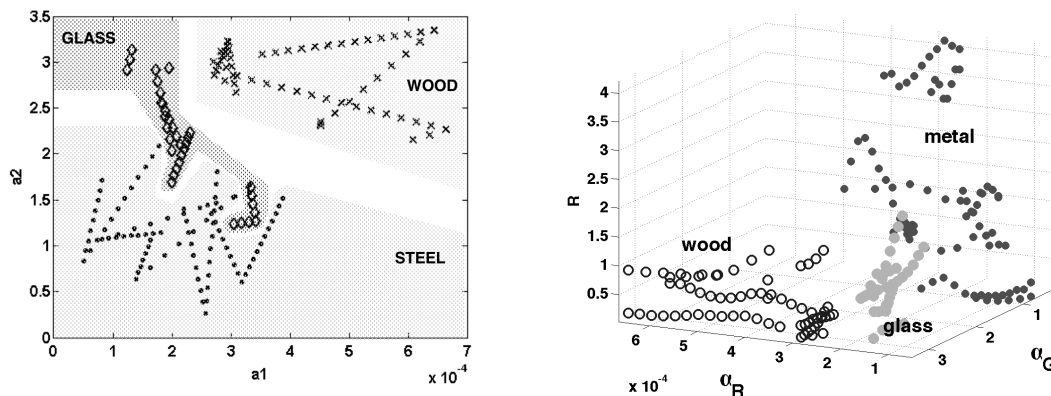 3.5
3
2.5
2
1.5
1
0.5
0
a2
GLASS
WOOD
STEEL
0 1 2 3 4 5 6 7
a1
x 10⁻⁴
4
3.5
3
2.5
2
1.5
1
0.5
R
metal
wood
glass
6 5 4 3 2 1
x 10⁻⁴
α_R
3 2 1
α_G